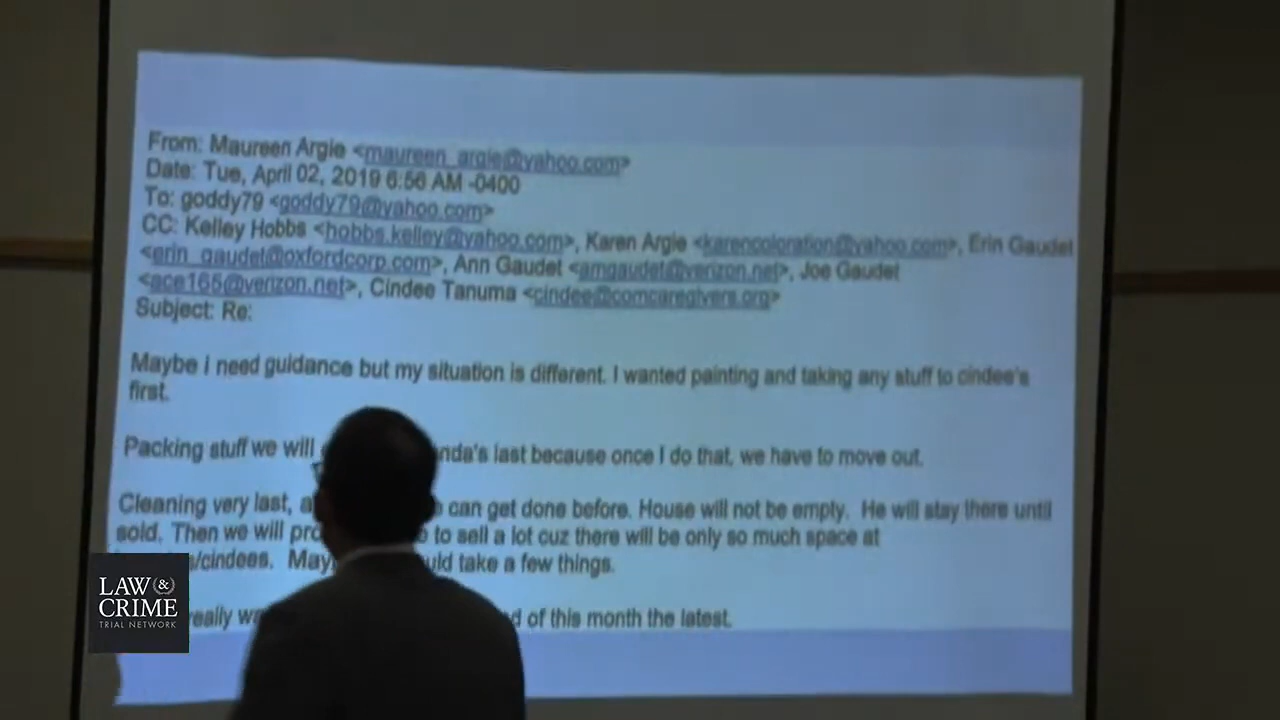 From: Maureen Argie <maureen_argie@yahoo.com>
Date: Tue, April 02, 2019 6:56 AM -0400
To: goddy79 <goddy79@yahoo.com>
CC: Kelley Hobbs <hobbs.kelley@yahoo.com>, Karen Argie <karencoloration@yahoo.com>, Erin Gaudet
<erin_gaudet@oxfordcorp.com>, Ann Gaudet <amgaudet@verizon.net>, Joe Gaudet
<ace165@verizon.net>, Cindee Tanuma <cindee@comcaregivers.org>
Subject: Re:
Maybe I need guidance but my situation is different. I wanted painting and taking any stuff to cindee's
first.
Packing stuff we will nda's last because once I do that, we have to move out.
Cleaning very last, can get done before. House will not be emply. He will stay there until
sold. Then we will to sell a lot cuz there will be only so much space at
/cindees. take a few things.
of this month the latest.
LAW &
CRIME
TRIAL NETWORK